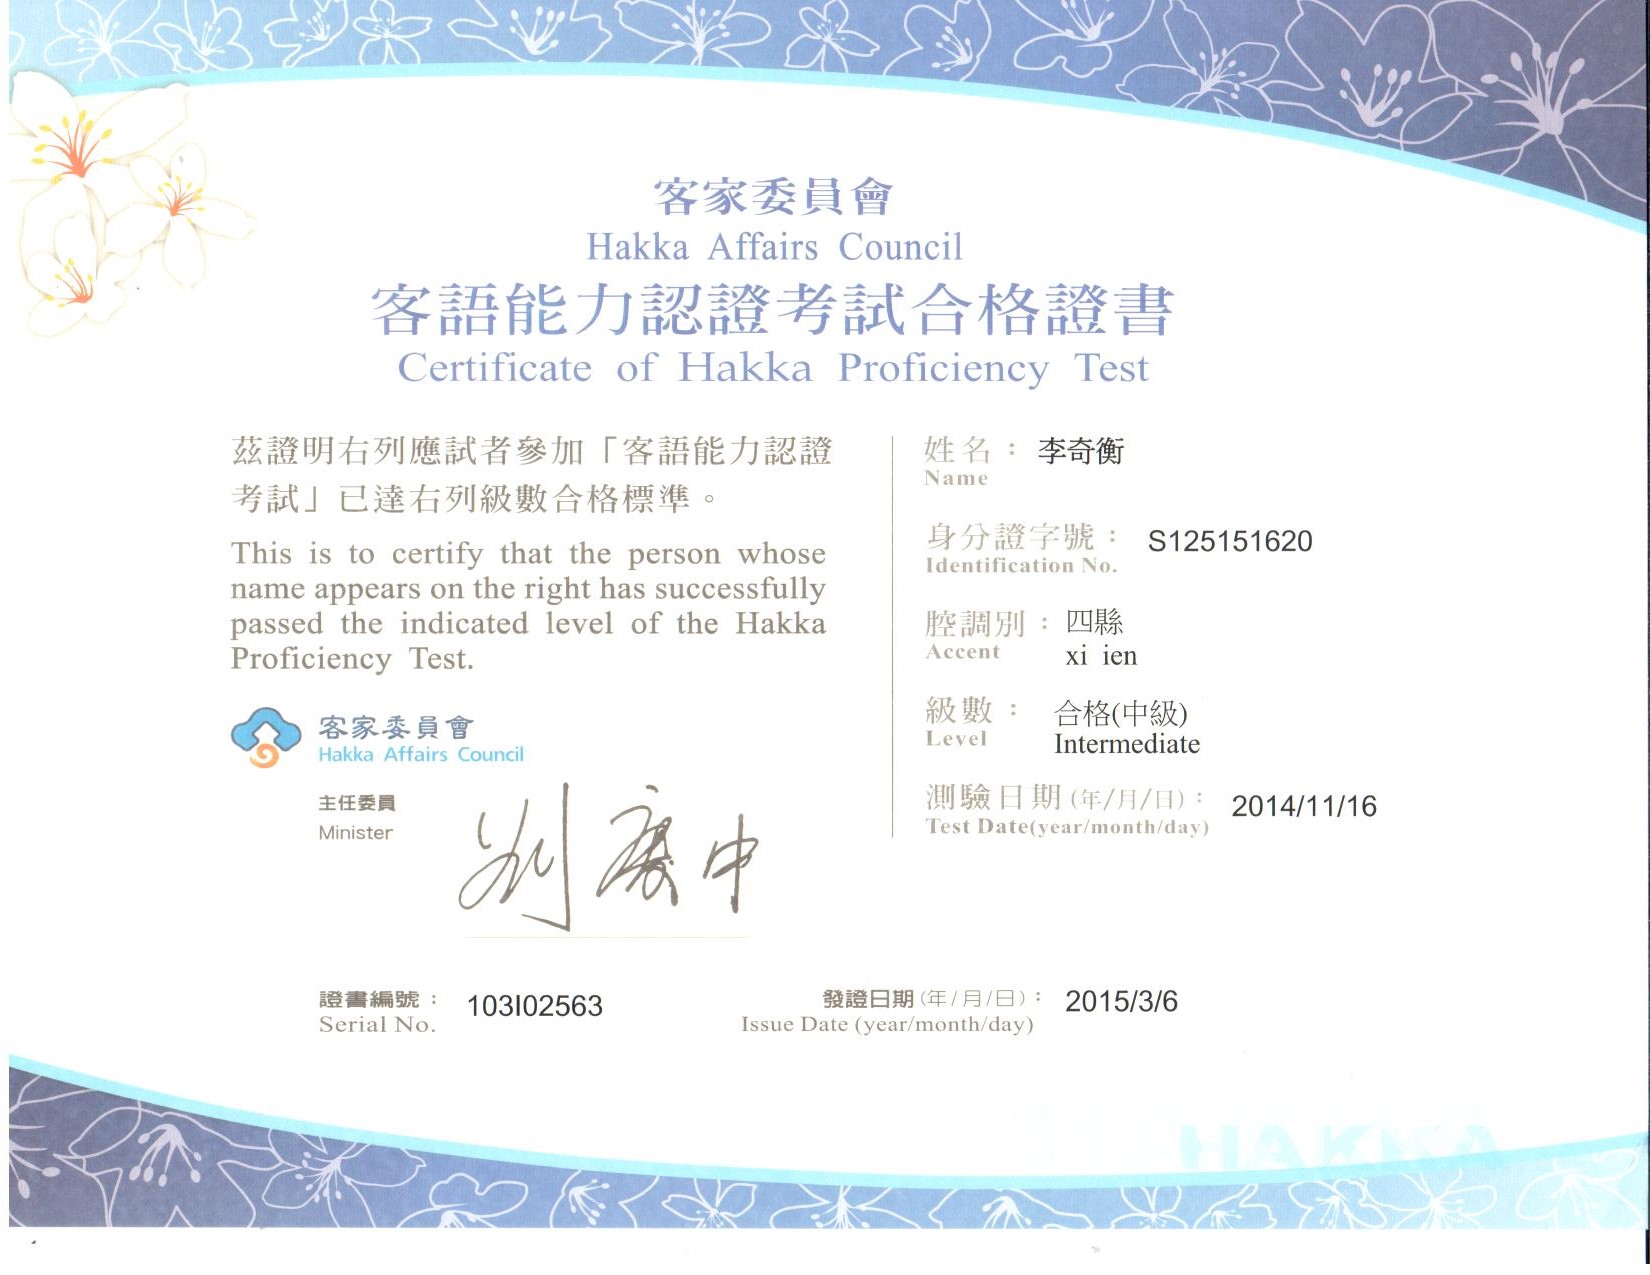 客家委員會
Hakka Affairs Council
客語能力認證考試合格證書
Certificate of Hakka Proficiency Test
茲證明右列應試者參加「客語能力認證
考試」已達右列級數合格標準。
This is to certify that the person whose
name appears on the right has successfully
passed the indicated level of the Hakka
Proficiency Test.
客家委員會
Hakka Affairs Council
主任委員
Minister
劉慶中
姓名： 李奇衡
Name
身分證字號： S125151620
Identification No.
腔調別： 四縣
Accent xi ien
級數： 合格(中級)
Level Intermediate
測驗日期(年/月/日)： 2014/11/16
Test Date(year/month/day)
證書編號： 103I02563
Serial No.
發證日期(年/月/日)： 2015/3/6
Issue Date (year/month/day)
HAKKA